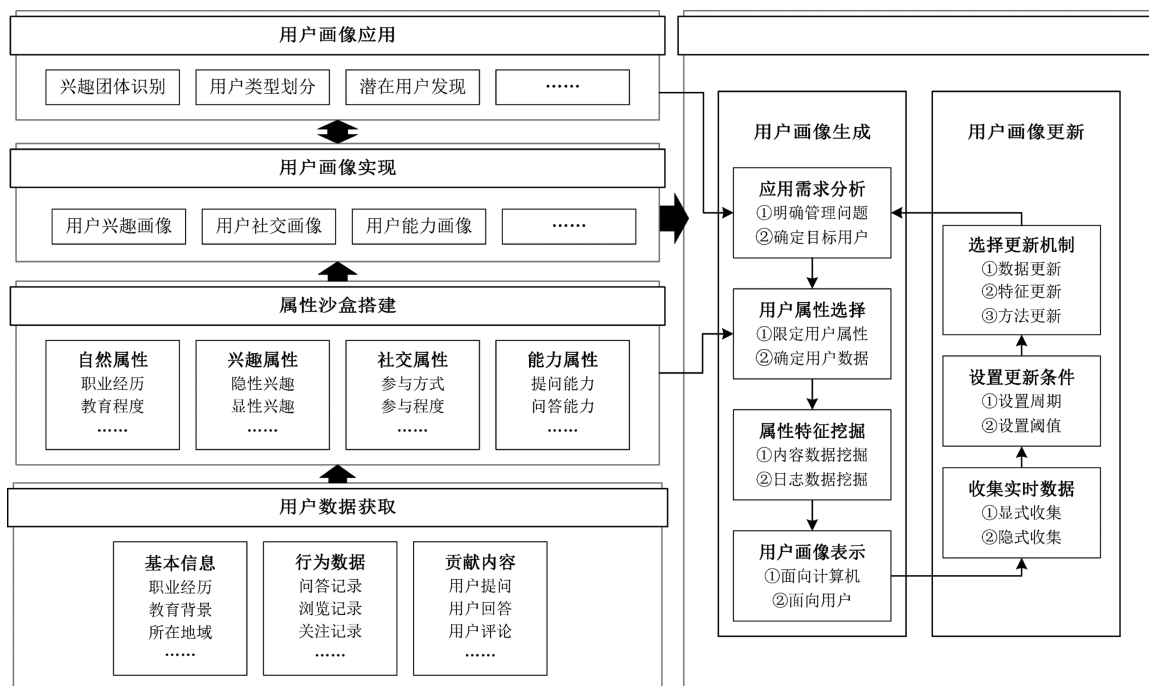 用户画像应用
兴趣团体识别
用户类型划分
潜在用户发现
……
用户画像实现
用户兴趣画像
用户社交画像
用户能力画像
……
属性沙盒搭建
自然属性
职业经历
教育程度
……
兴趣属性
隐性兴趣
显性兴趣
……
社交属性
参与方式
参与程度
……
能力属性
提问能力
问答能力
……
用户数据获取
基本信息
职业经历
教育背景
所在地域
……
行为数据
问答记录
浏览记录
关注记录
……
贡献内容
用户提问
用户回答
用户评论
……
用户画像生成
应用需求分析
①明确管理问题
②确定目标用户
用户属性选择
①限定用户属性
②确定用户数据
属性特征挖掘
①内容数据挖掘
②日志数据挖掘
用户画像表示
①面向计算机
②面向用户
用户画像更新
选择更新机制
①数据更新
②特征更新
③方法更新
设置更新条件
①设置周期
②设置阈值
收集实时数据
①显式收集
②隐式收集